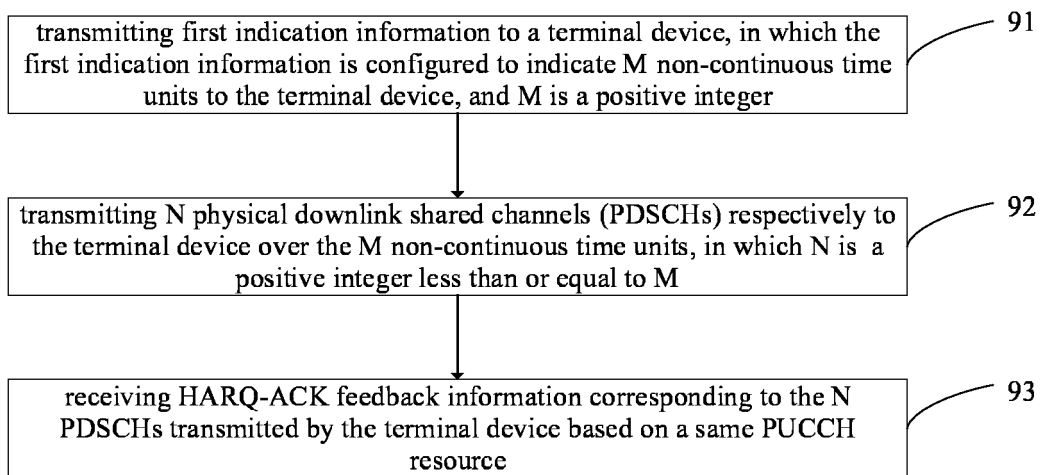 transmitting first indication information to a terminal device, in which the
first indication information is configured to indicate M non-continuous time
units to the terminal device, and M is a positive integer
91
transmitting N physical downlink shared channels (PDSCHs) respectively to
the terminal device over the M non-continuous time units, in which N is a
positive integer less than or equal to M
92
receiving HARQ-ACK feedback information corresponding to the N
PDSCHs transmitted by the terminal device based on a same PUCCH
resource
93